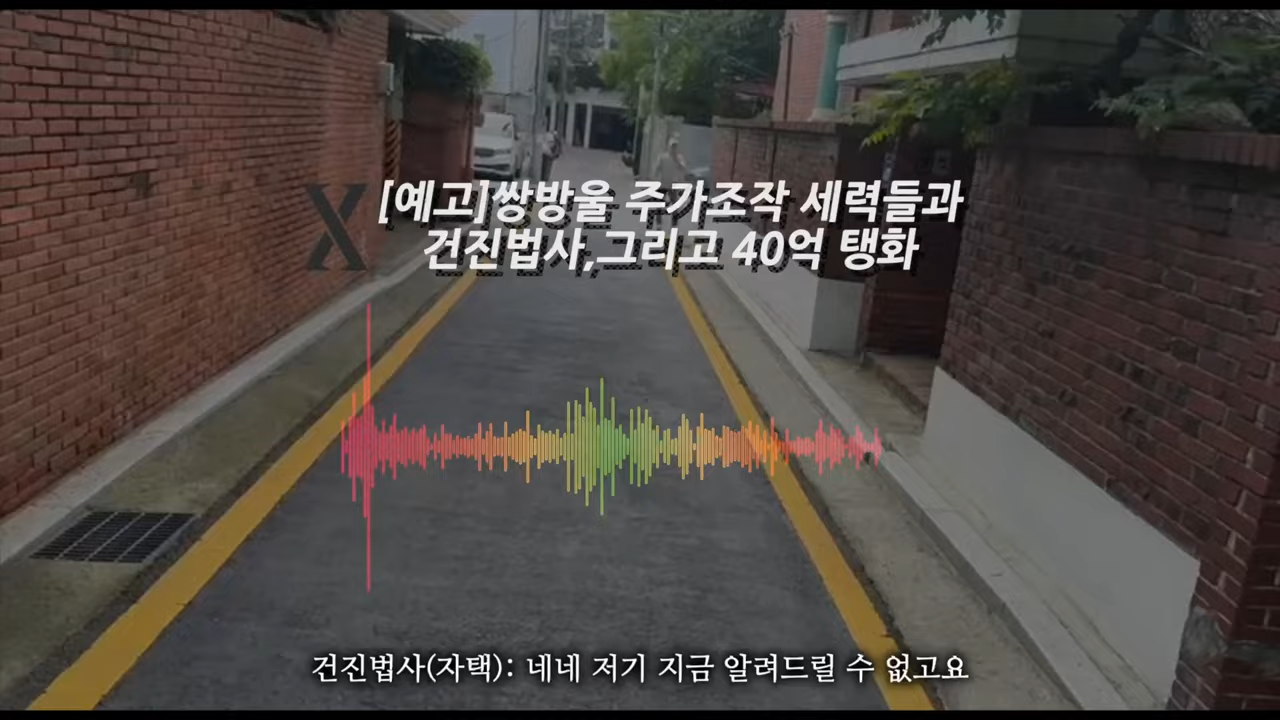 X
[예고]쌍방울 주가조작 세력들과
건진법사,그리고 40억 탱화
건진법사(자택): 네네 저기 지금 알려드릴 수 없고요